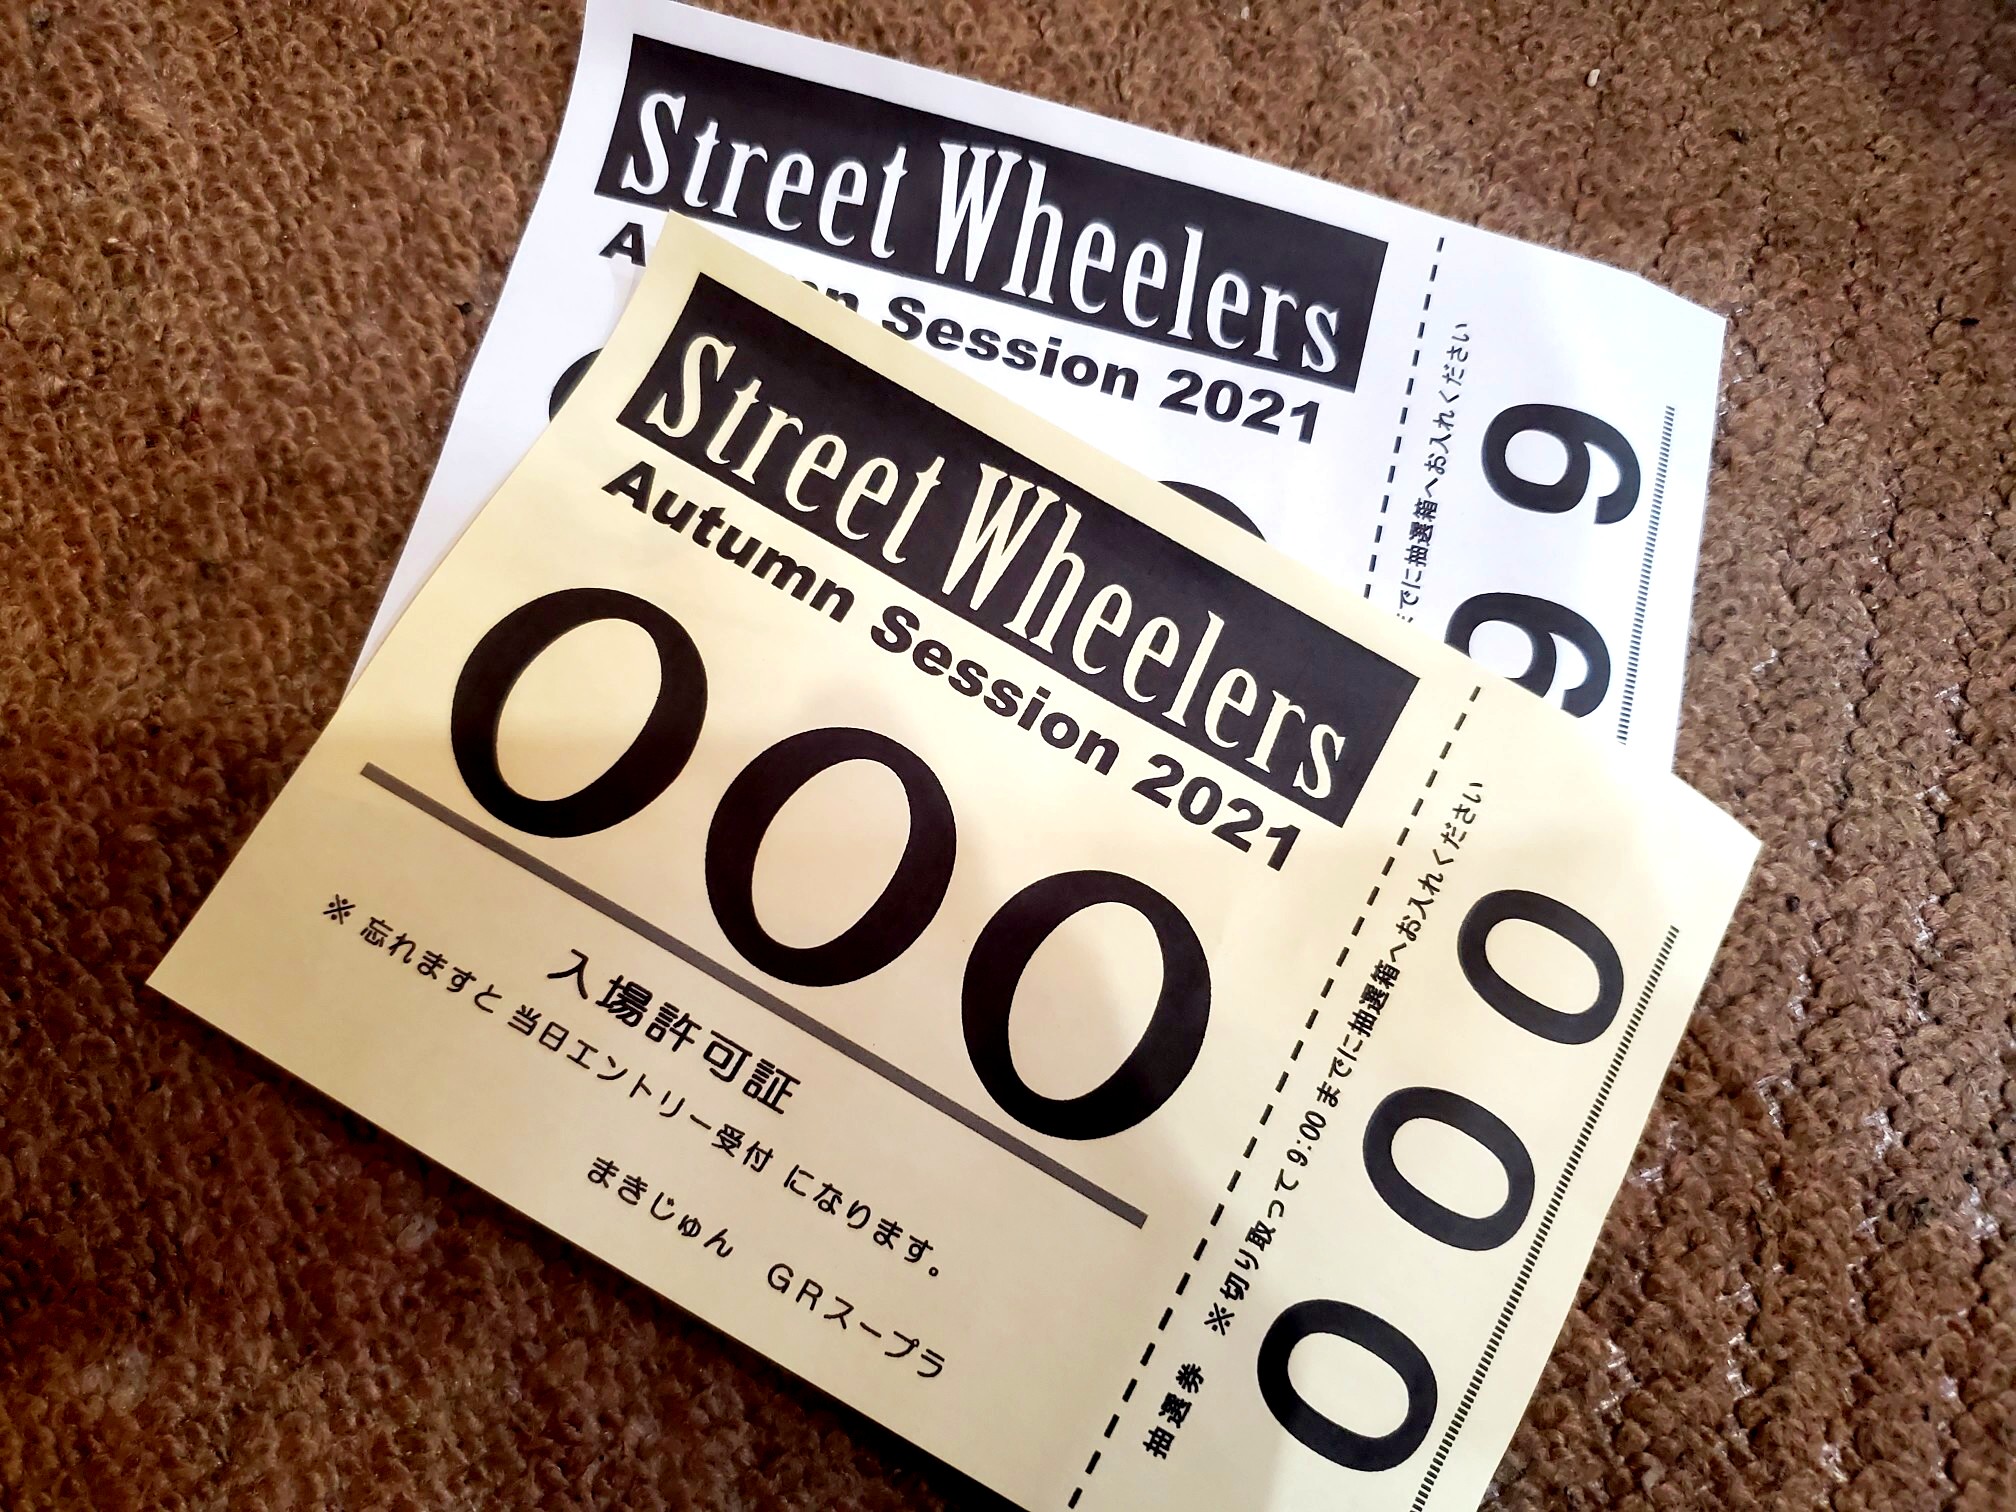 Street Wheelers
Session 2021
までに抽選箱へお入れください
Street Wheelers
Autumn Session 2021
000
入場許可証
※ 忘れますと 当日エントリー受付 になります。
まきじゅん GRスープラ
抽選券 ※切り取って 9:00 までに抽選箱へお入れください
000